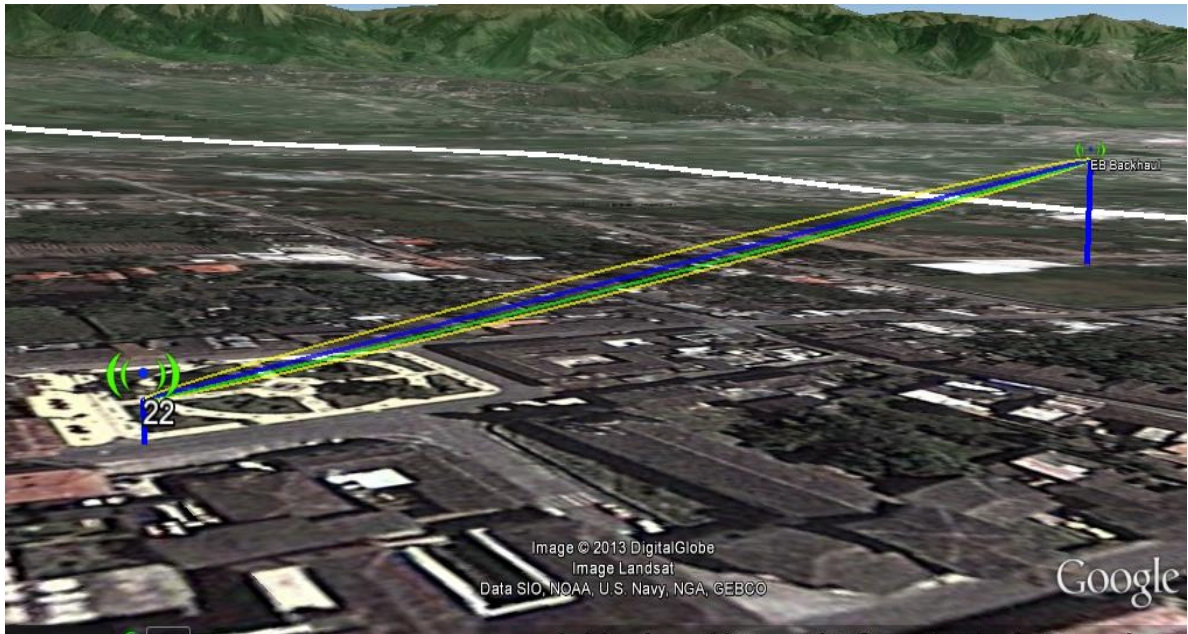 EB Backhaul
22
Image © 2013 DigitalGlobe
Image Landsat
Data SIO, NOAA, U.S. Navy, NGA, GEBCO
Google